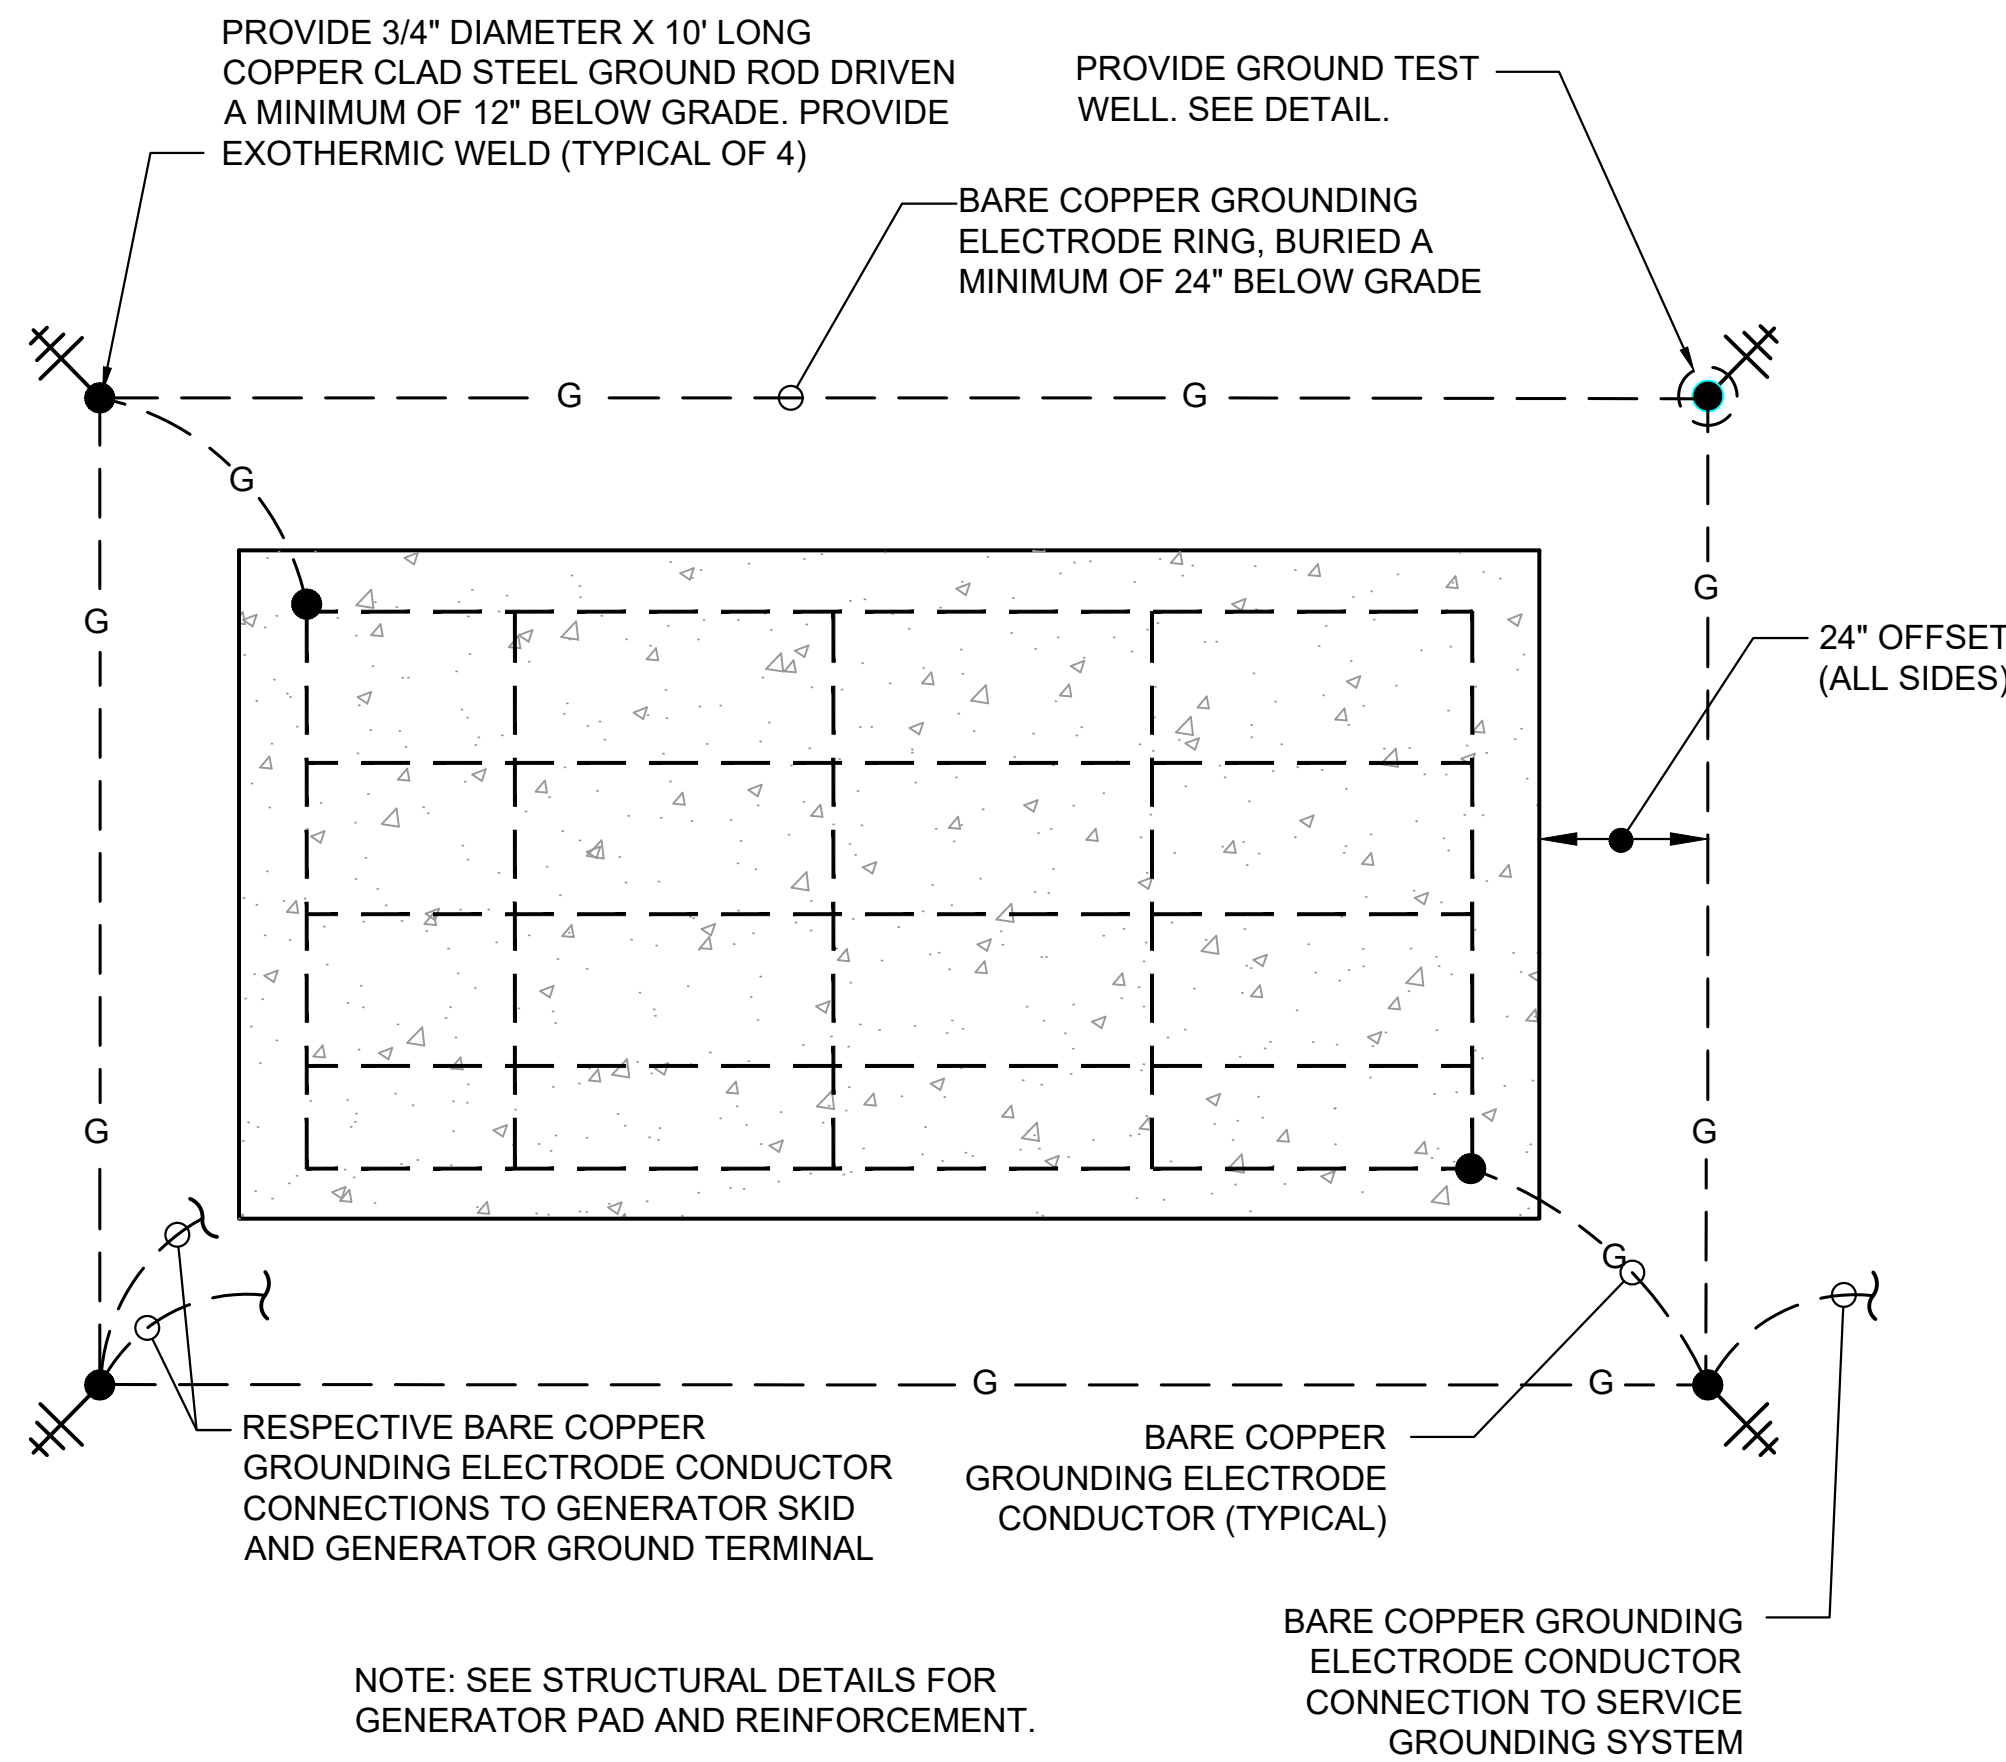 PROVIDE 3/4" DIAMETER X 10' LONG
COPPER CLAD STEEL GROUND ROD DRIVEN
A MINIMUM OF 12" BELOW GRADE. PROVIDE
EXOTHERMIC WELD (TYPICAL OF 4)
PROVIDE GROUND TEST
WELL. SEE DETAIL.
BARE COPPER GROUNDING
ELECTRODE RING, BURIED A
MINIMUM OF 24" BELOW GRADE
G
G
G
G
G
24" OFFSET
(ALL SIDES)
G
G
G
G
G
RESPECTIVE BARE COPPER
GROUNDING ELECTRODE CONDUCTOR
CONNECTIONS TO GENERATOR SKID
AND GENERATOR GROUND TERMINAL
BARE COPPER
GROUNDING ELECTRODE
CONDUCTOR (TYPICAL)
BARE COPPER GROUNDING
ELECTRODE CONDUCTOR
CONNECTION TO SERVICE
GROUNDING SYSTEM
NOTE: SEE STRUCTURAL DETAILS FOR
GENERATOR PAD AND REINFORCEMENT.